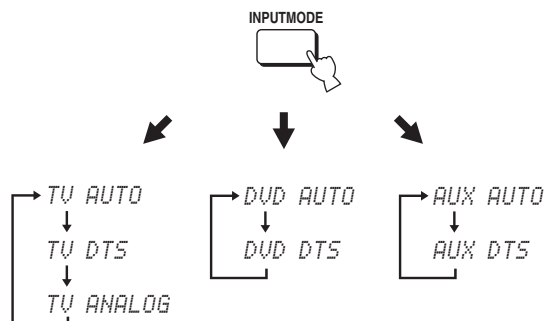 INPUTMODE
TV AUTO
TV DTS
TV ANALOG
DVD AUTO
DVD DTS
AUX AUTO
AUX DTS